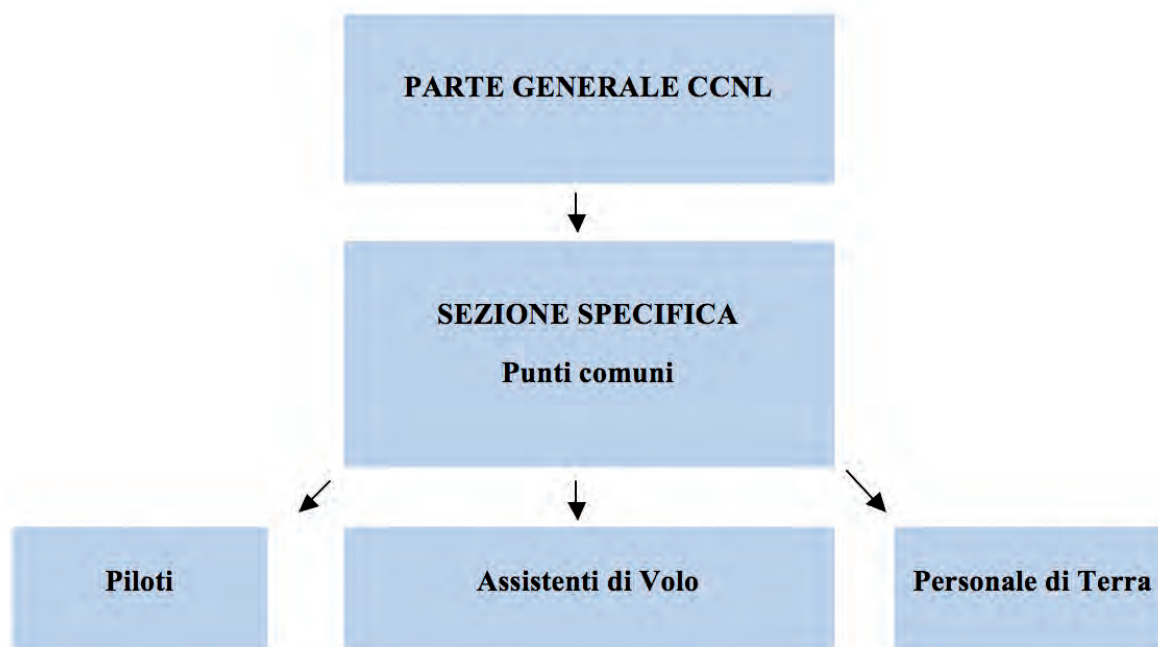 PARTE GENERALE CCNL
SEZIONE SPECIFICA
Punti comuni
Piloti
Assistenti di Volo
Personale di Terra